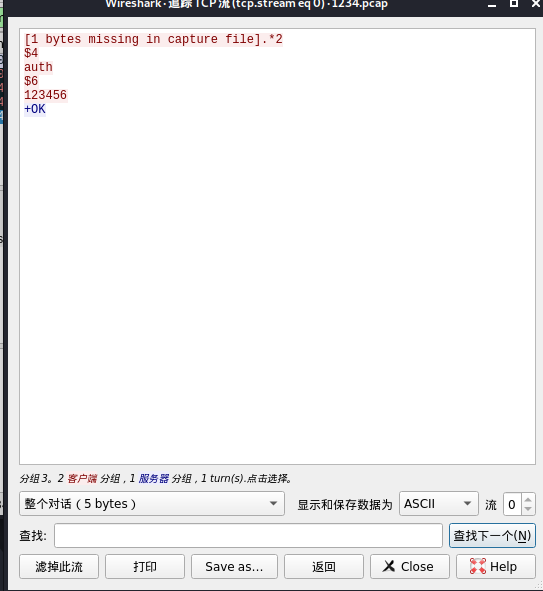 Wireshark · 追踪 TCP 流 (tcp.stream eq 0) · 1234.pcap
[1 bytes missing in capture file].*2
$4
auth
$6
123456
+OK
分组 3。2 客户端 分组，1 服务器 分组，1 turn(s).点击选择。
整个对话（5 bytes） 显示和保存数据为 ASCII 流 0
查找: 查找下一个(N)
滤掉此流 打印 Save as… 返回 Close Help